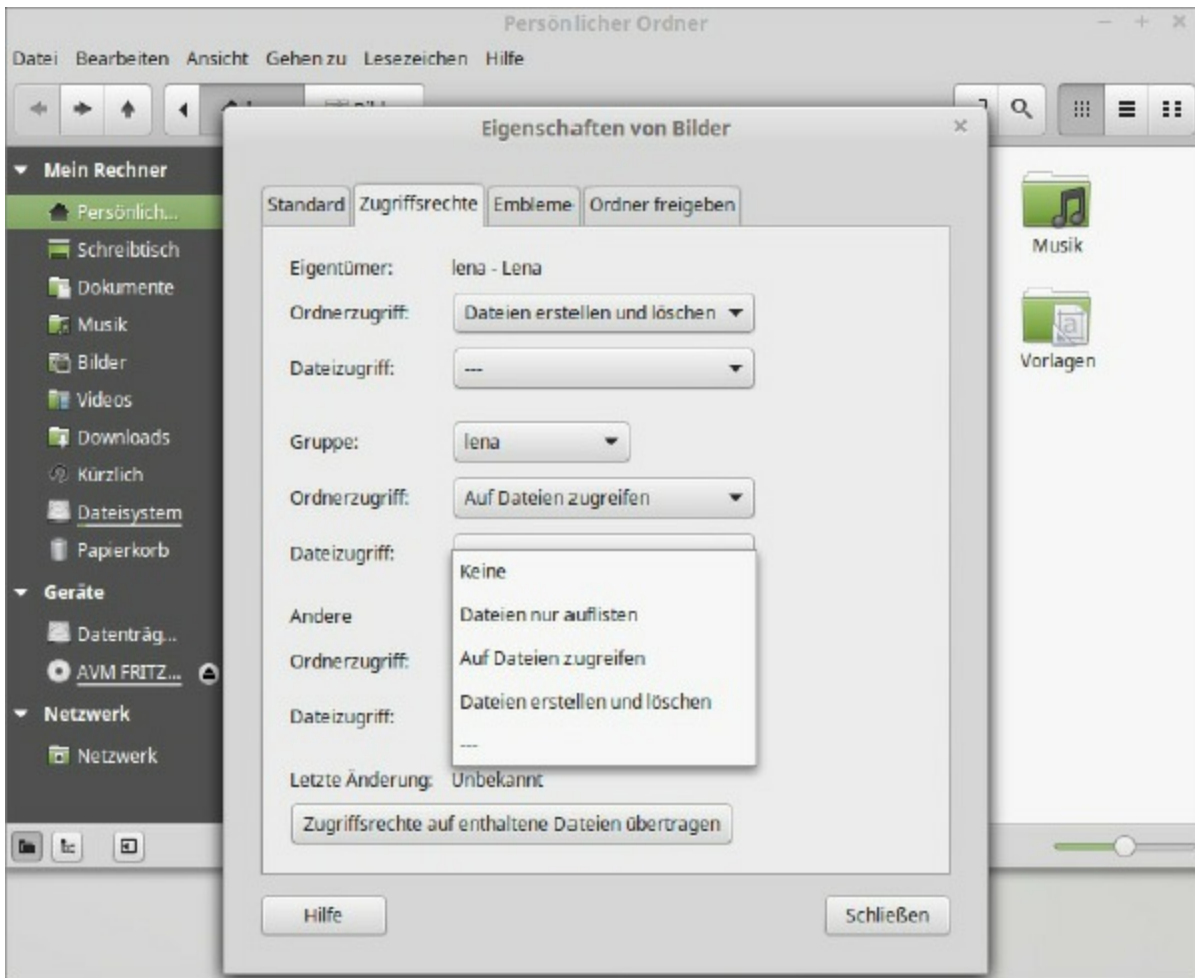 Persönlicher Ordner
Datei Bearbeiten Ansicht Gehen zu Lesezeichen Hilfe
Eigenschaften von Bilder
Mein Rechner
Persönlich...
Schreibtisch
Dokumente
Musik
Bilder
Videos
Downloads
Kürzlich
Dateisystem
Papierkorb
Geräte
Datenträg...
AVM FRITZ...
Netzwerk
Netzwerk
Standard Zugriffsrechte Embleme Ordner freigeben
Eigentümer: lena - Lena
Ordnerzugriff: Dateien erstellen und löschen
Dateizugriff: ---
Gruppe: lena
Ordnerzugriff: Auf Dateien zugreifen
Dateizugriff:
Keine
Dateien nur auflisten
Auf Dateien zugreifen
Dateien erstellen und löschen
---
Andere
Ordnerzugriff:
Dateizugriff:
Letzte Änderung: Unbekannt
Zugriffsrechte auf enthaltene Dateien übertragen
Hilfe Schließen
Musik
Vorlagen